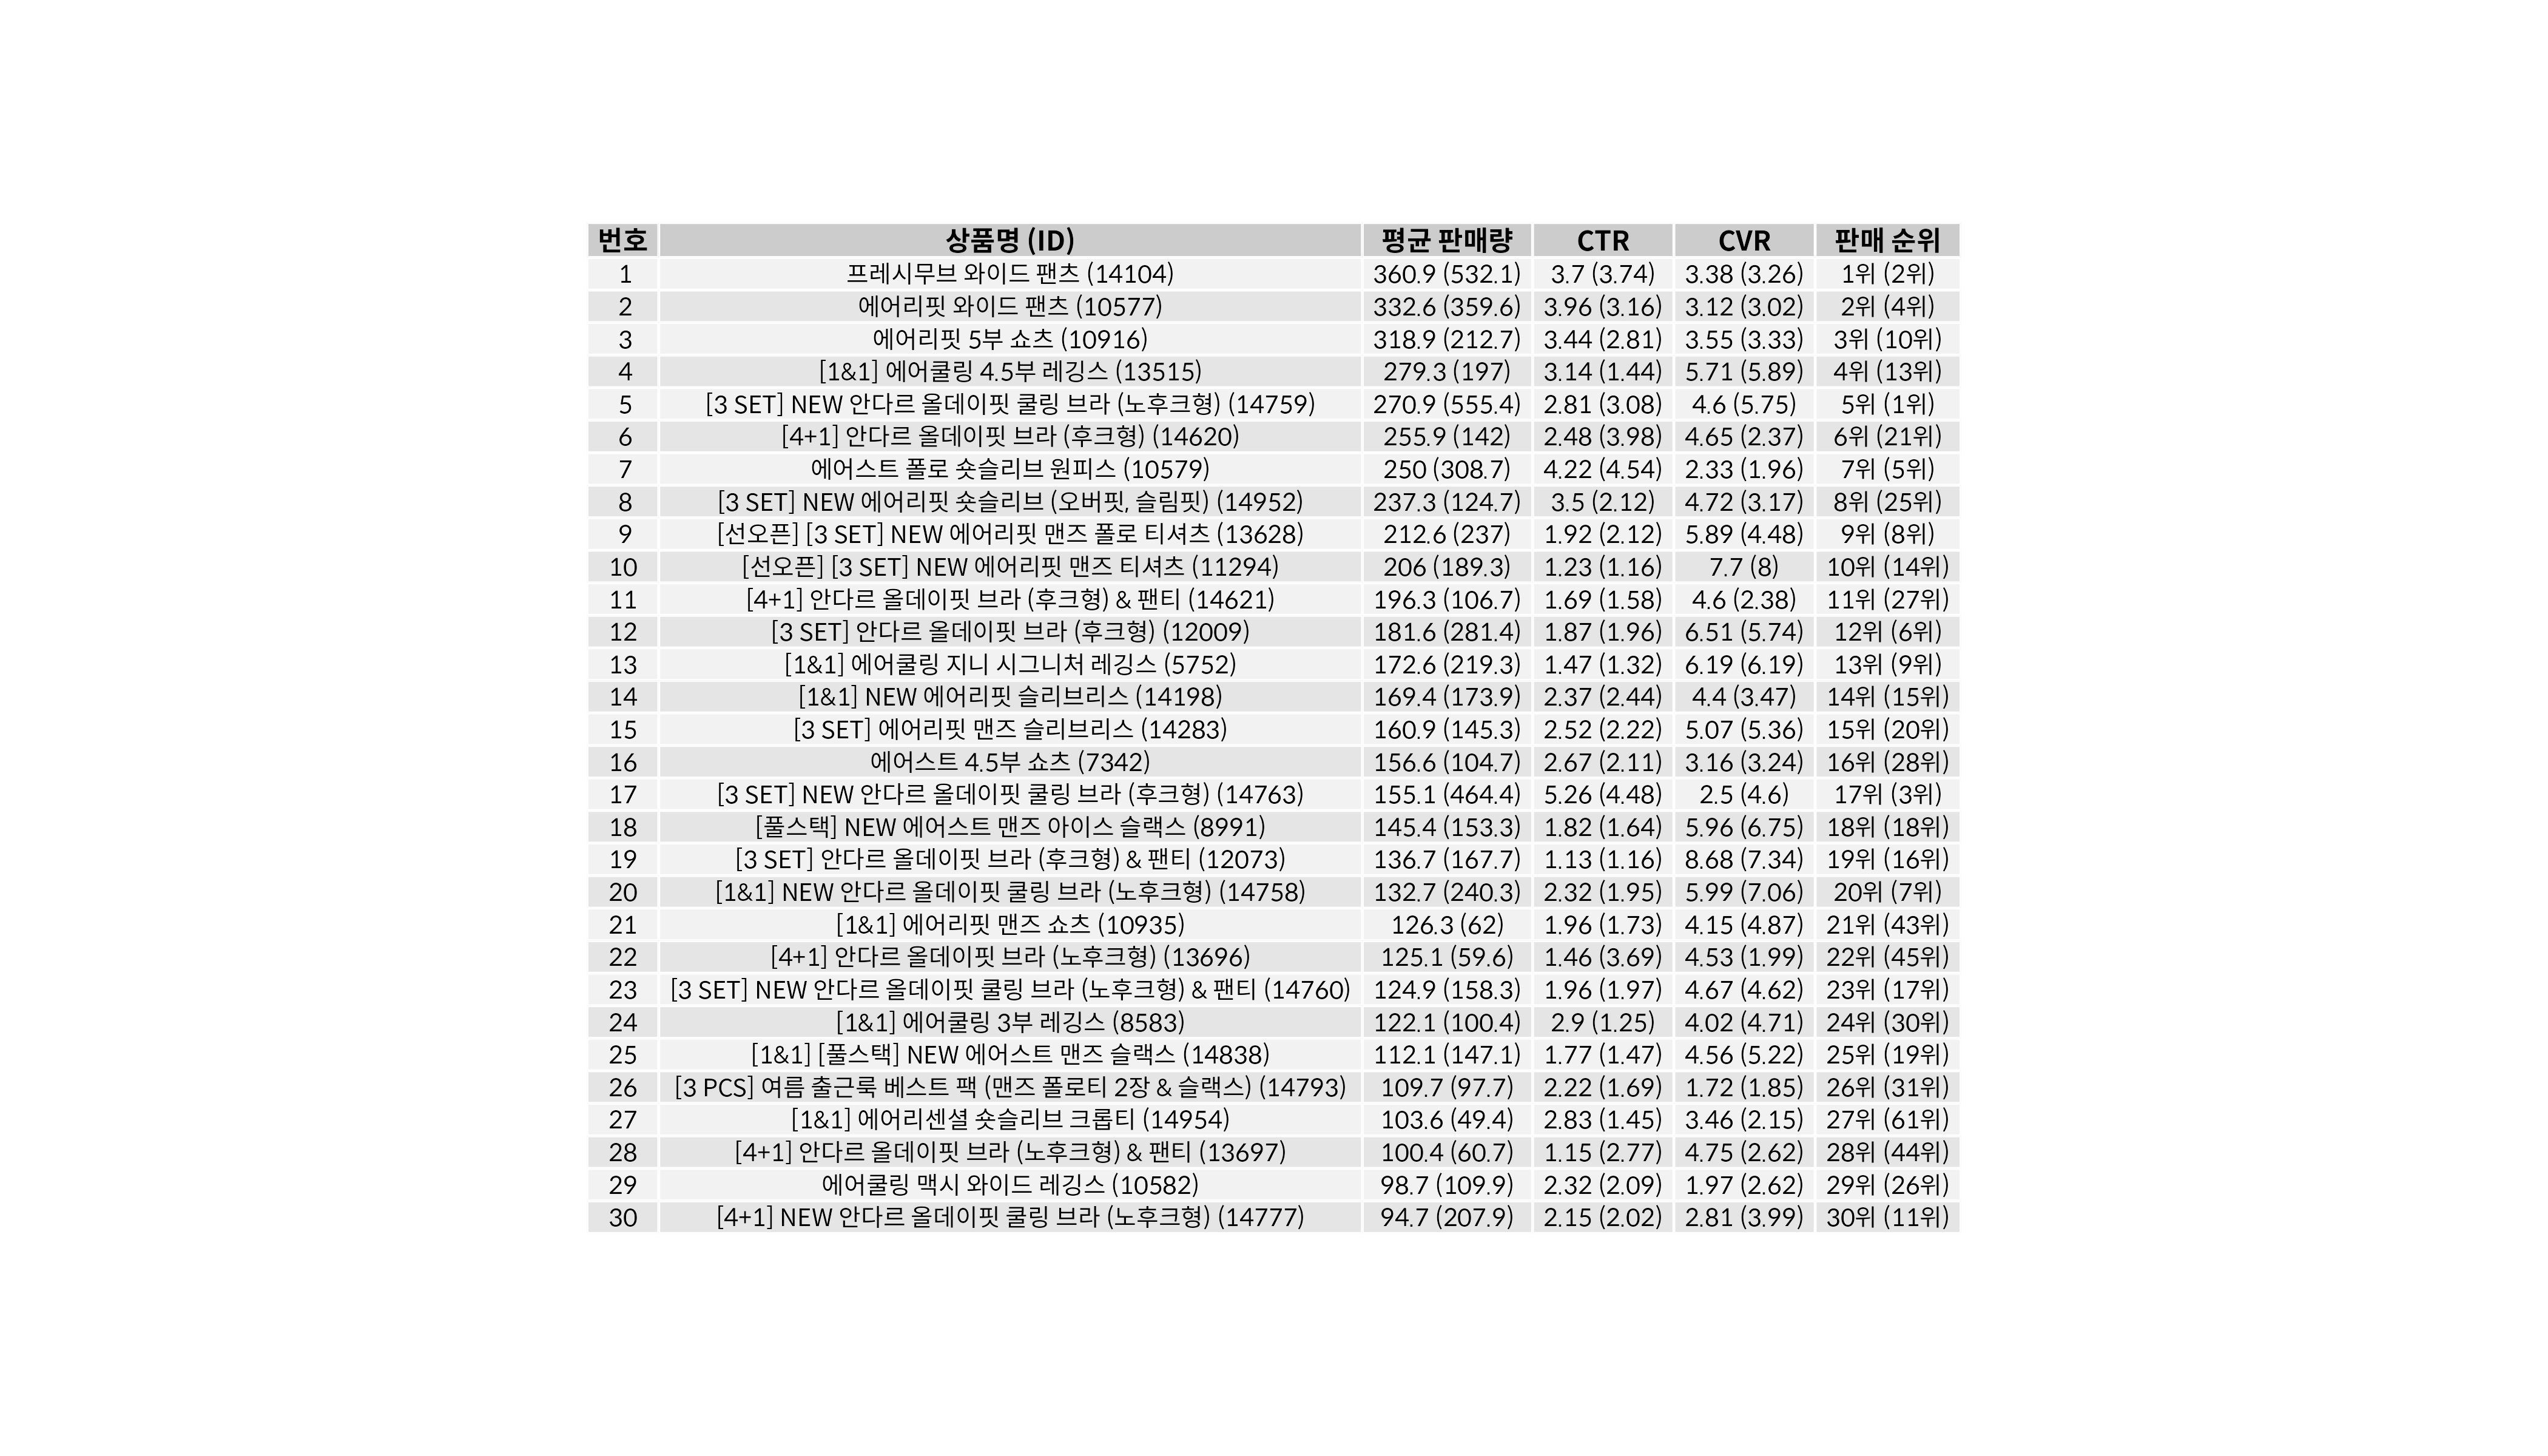 번호 상품명 (ID) 평균 판매량 CTR CVR 판매 순위
1 프레시무브 와이드 팬츠 (14104) 360.9 (532.1) 3.7 (3.74) 3.38 (3.26) 1위 (2위)
2 에어리핏 와이드 팬츠 (10577) 332.6 (359.6) 3.96 (3.16) 3.12 (3.02) 2위 (4위)
3 에어리핏 5부 쇼츠 (10916) 318.9 (212.7) 3.44 (2.81) 3.55 (3.33) 3위 (10위)
4 [1&1] 에어쿨링 4.5부 레깅스 (13515) 279.3 (197) 3.14 (1.44) 5.71 (5.89) 4위 (13위)
5 [3 SET] NEW 안다르 올데이핏 쿨링 브라 (노후크형) (14759) 270.9 (555.4) 2.81 (3.08) 4.6 (5.75) 5위 (1위)
6 [4+1] 안다르 올데이핏 브라 (후크형) (14620) 255.9 (142) 2.48 (3.98) 4.65 (2.37) 6위 (21위)
7 에어스트 폴로 숏슬리브 원피스 (10579) 250 (308.7) 4.22 (4.54) 2.33 (1.96) 7위 (5위)
8 [3 SET] NEW 에어리핏 숏슬리브 (오버핏, 슬림핏) (14952) 237.3 (124.7) 3.5 (2.12) 4.72 (3.17) 8위 (25위)
9 [선오픈] [3 SET] NEW 에어리핏 맨즈 폴로 티셔츠 (13628) 212.6 (237) 1.92 (2.12) 5.89 (4.48) 9위 (8위)
10 [선오픈] [3 SET] NEW 에어리핏 맨즈 티셔츠 (11294) 206 (189.3) 1.23 (1.16) 7.7 (8) 10위 (14위)
11 [4+1] 안다르 올데이핏 브라 (후크형) & 팬티 (14621) 196.3 (106.7) 1.69 (1.58) 4.6 (2.38) 11위 (27위)
12 [3 SET] 안다르 올데이핏 브라 (후크형) (12009) 181.6 (281.4) 1.87 (1.96) 6.51 (5.74) 12위 (6위)
13 [1&1] 에어쿨링 지니 시그니처 레깅스 (5752) 172.6 (219.3) 1.47 (1.32) 6.19 (6.19) 13위 (9위)
14 [1&1] NEW 에어리핏 슬리브리스 (14198) 169.4 (173.9) 2.37 (2.44) 4.4 (3.47) 14위 (15위)
15 [3 SET] 에어리핏 맨즈 슬리브리스 (14283) 160.9 (145.3) 2.52 (2.22) 5.07 (5.36) 15위 (20위)
16 에어스트 4.5부 쇼츠 (7342) 156.6 (104.7) 2.67 (2.11) 3.16 (3.24) 16위 (28위)
17 [3 SET] NEW 안다르 올데이핏 쿨링 브라 (후크형) (14763) 155.1 (464.4) 5.26 (4.48) 2.5 (4.6) 17위 (3위)
18 [풀스택] NEW 에어스트 맨즈 아이스 슬랙스 (8991) 145.4 (153.3) 1.82 (1.64) 5.96 (6.75) 18위 (18위)
19 [3 SET] 안다르 올데이핏 브라 (후크형) & 팬티 (12073) 136.7 (167.7) 1.13 (1.16) 8.68 (7.34) 19위 (16위)
20 [1&1] NEW 안다르 올데이핏 쿨링 브라 (노후크형) (14758) 132.7 (240.3) 2.32 (1.95) 5.99 (7.06) 20위 (7위)
21 [1&1] 에어리핏 맨즈 쇼츠 (10935) 126.3 (62) 1.96 (1.73) 4.15 (4.87) 21위 (43위)
22 [4+1] 안다르 올데이핏 브라 (노후크형) (13696) 125.1 (59.6) 1.46 (3.69) 4.53 (1.99) 22위 (45위)
23 [3 SET] NEW 안다르 올데이핏 쿨링 브라 (노후크형) & 팬티 (14760) 124.9 (158.3) 1.96 (1.97) 4.67 (4.62) 23위 (17위)
24 [1&1] 에어쿨링 3부 레깅스 (8583) 122.1 (100.4) 2.9 (1.25) 4.02 (4.71) 24위 (30위)
25 [1&1] [풀스택] NEW 에어스트 맨즈 슬랙스 (14838) 112.1 (147.1) 1.77 (1.47) 4.56 (5.22) 25위 (19위)
26 [3 PCS] 여름 출근룩 베스트 팩 (맨즈 폴로티 2장 & 슬랙스) (14793) 109.7 (97.7) 2.22 (1.69) 1.72 (1.85) 26위 (31위)
27 [1&1] 에어리센셜 숏슬리브 크롭티 (14954) 103.6 (49.4) 2.83 (1.45) 3.46 (2.15) 27위 (61위)
28 [4+1] 안다르 올데이핏 브라 (노후크형) & 팬티 (13697) 100.4 (60.7) 1.15 (2.77) 4.75 (2.62) 28위 (44위)
29 에어쿨링 맥시 와이드 레깅스 (10582) 98.7 (109.9) 2.32 (2.09) 1.97 (2.62) 29위 (26위)
30 [4+1] NEW 안다르 올데이핏 쿨링 브라 (노후크형) (14777) 94.7 (207.9) 2.15 (2.02) 2.81 (3.99) 30위 (11위)